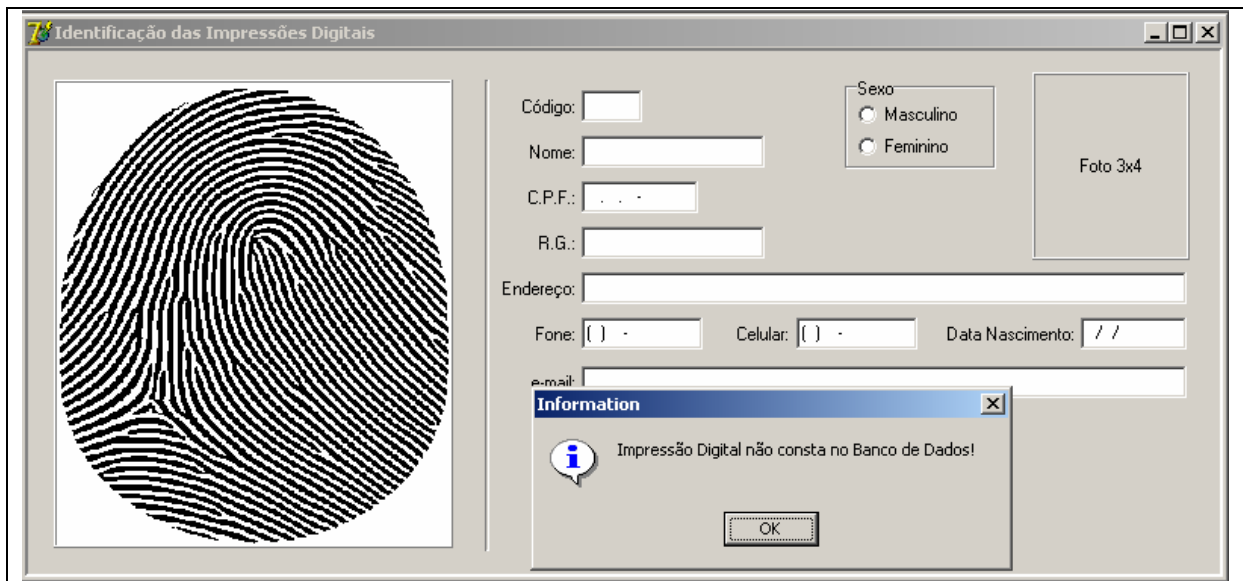 Identificação das Impressões Digitais
Código:
Sexo
Masculino
Feminino
Nome:
Foto 3x4
C.P.F.: . . -
R.G.:
Endereço:
Fone: ( ) - Celular: ( ) - Data Nascimento: / /
e-mail:
Information
Impressão Digital não consta no Banco de Dados!
OK